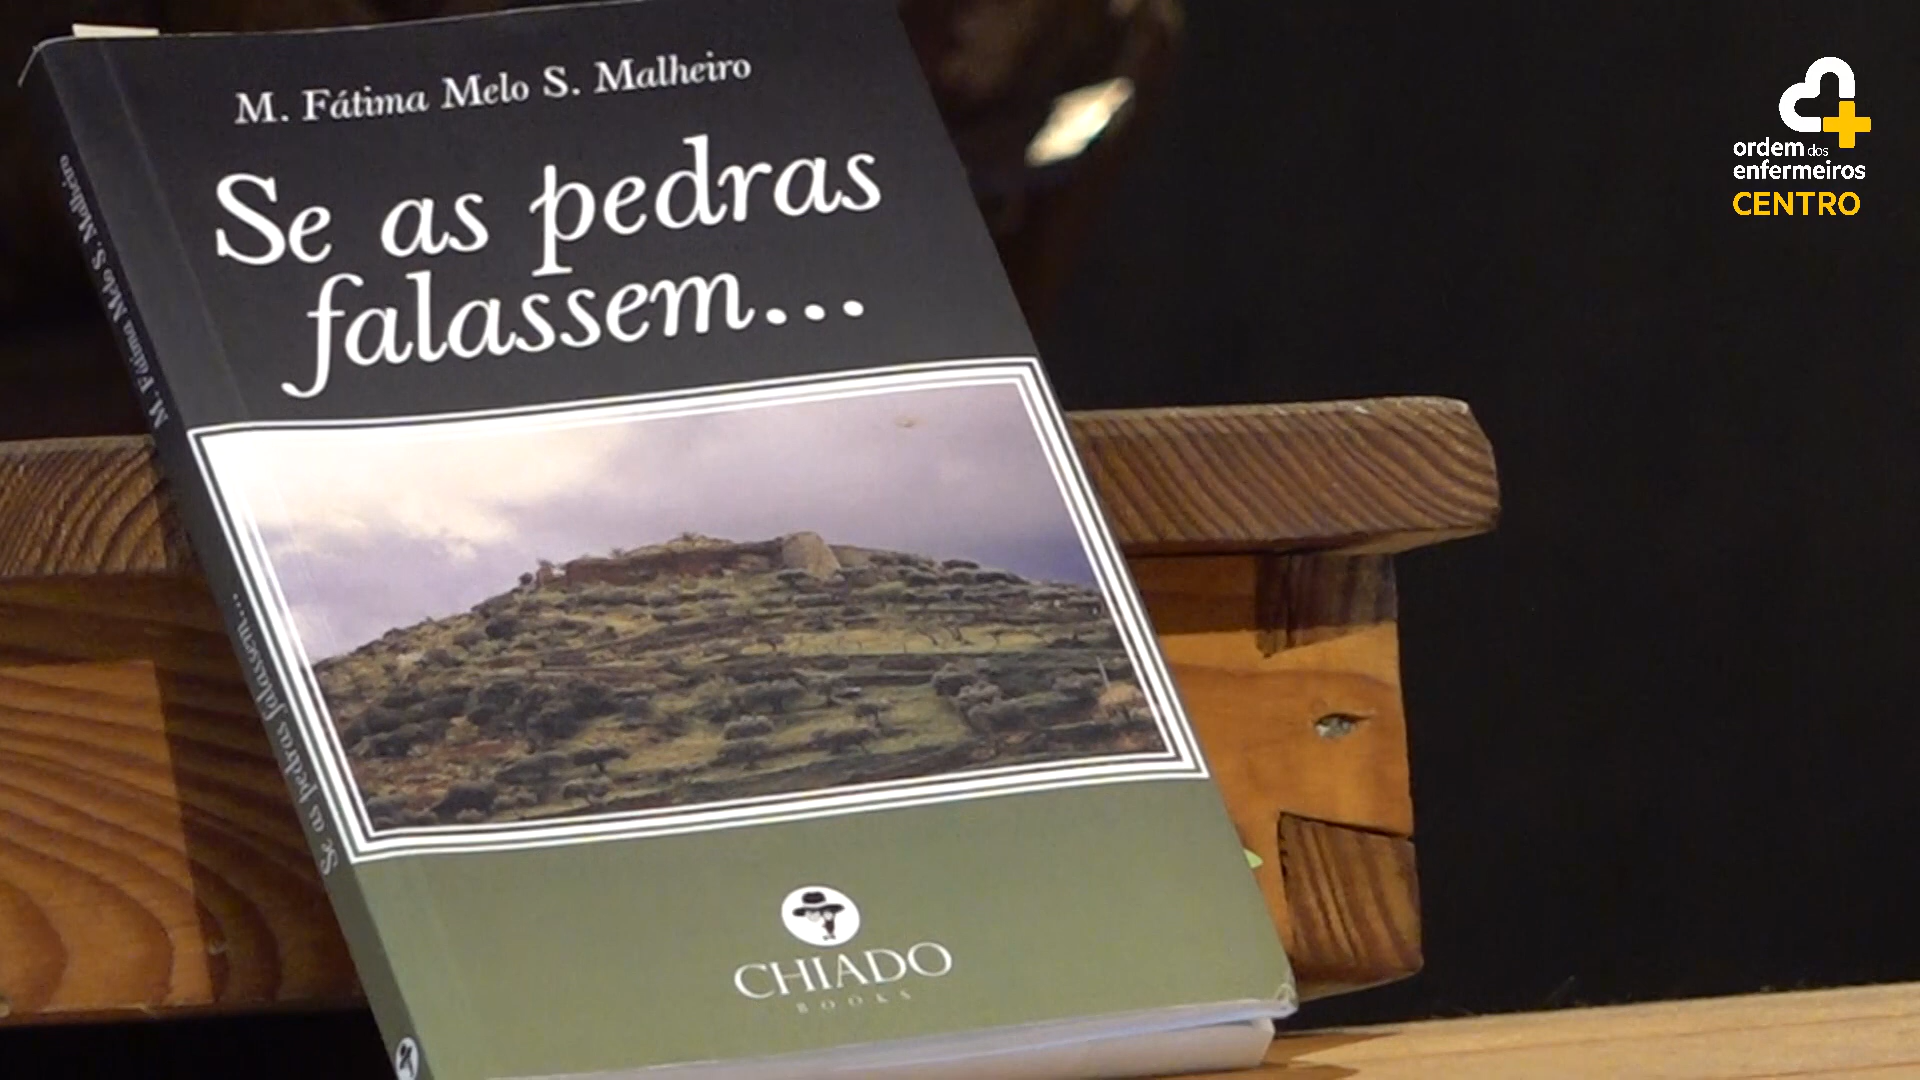 M. Fátima Melo S. Malheiro
Se as pedras
falassem...
CHIADO
BOOKS
M. Fátima Melo S. Malheiro
Se as pedras falassem...
ordem dos
enfermeiros
CENTRO